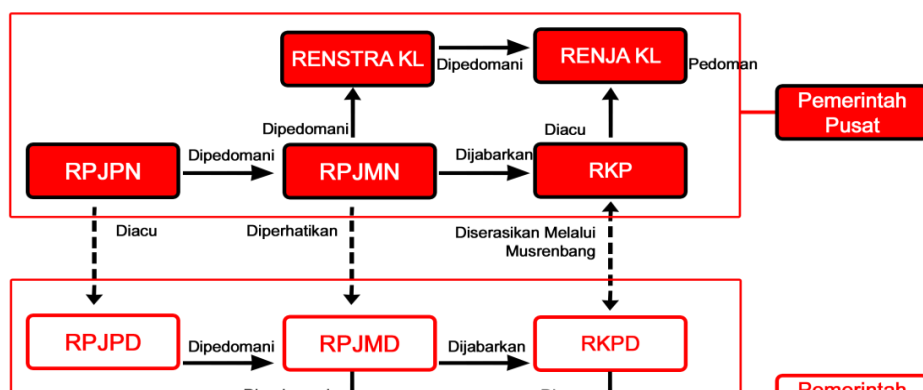 RENSTRA KL
Dipedomani
RENJA KL
Pedoman
Pemerintah
Pusat
Dipedomani
Diacu
RPJPN
Dipedomani
RPJMN
Dijabarkan
RKP
Diacu
Diperhatikan
Diserasikan Melalui
Musrenbang
RPJPD
Dipedomani
RPJMD
Dijabarkan
RKPD
Pemerintah